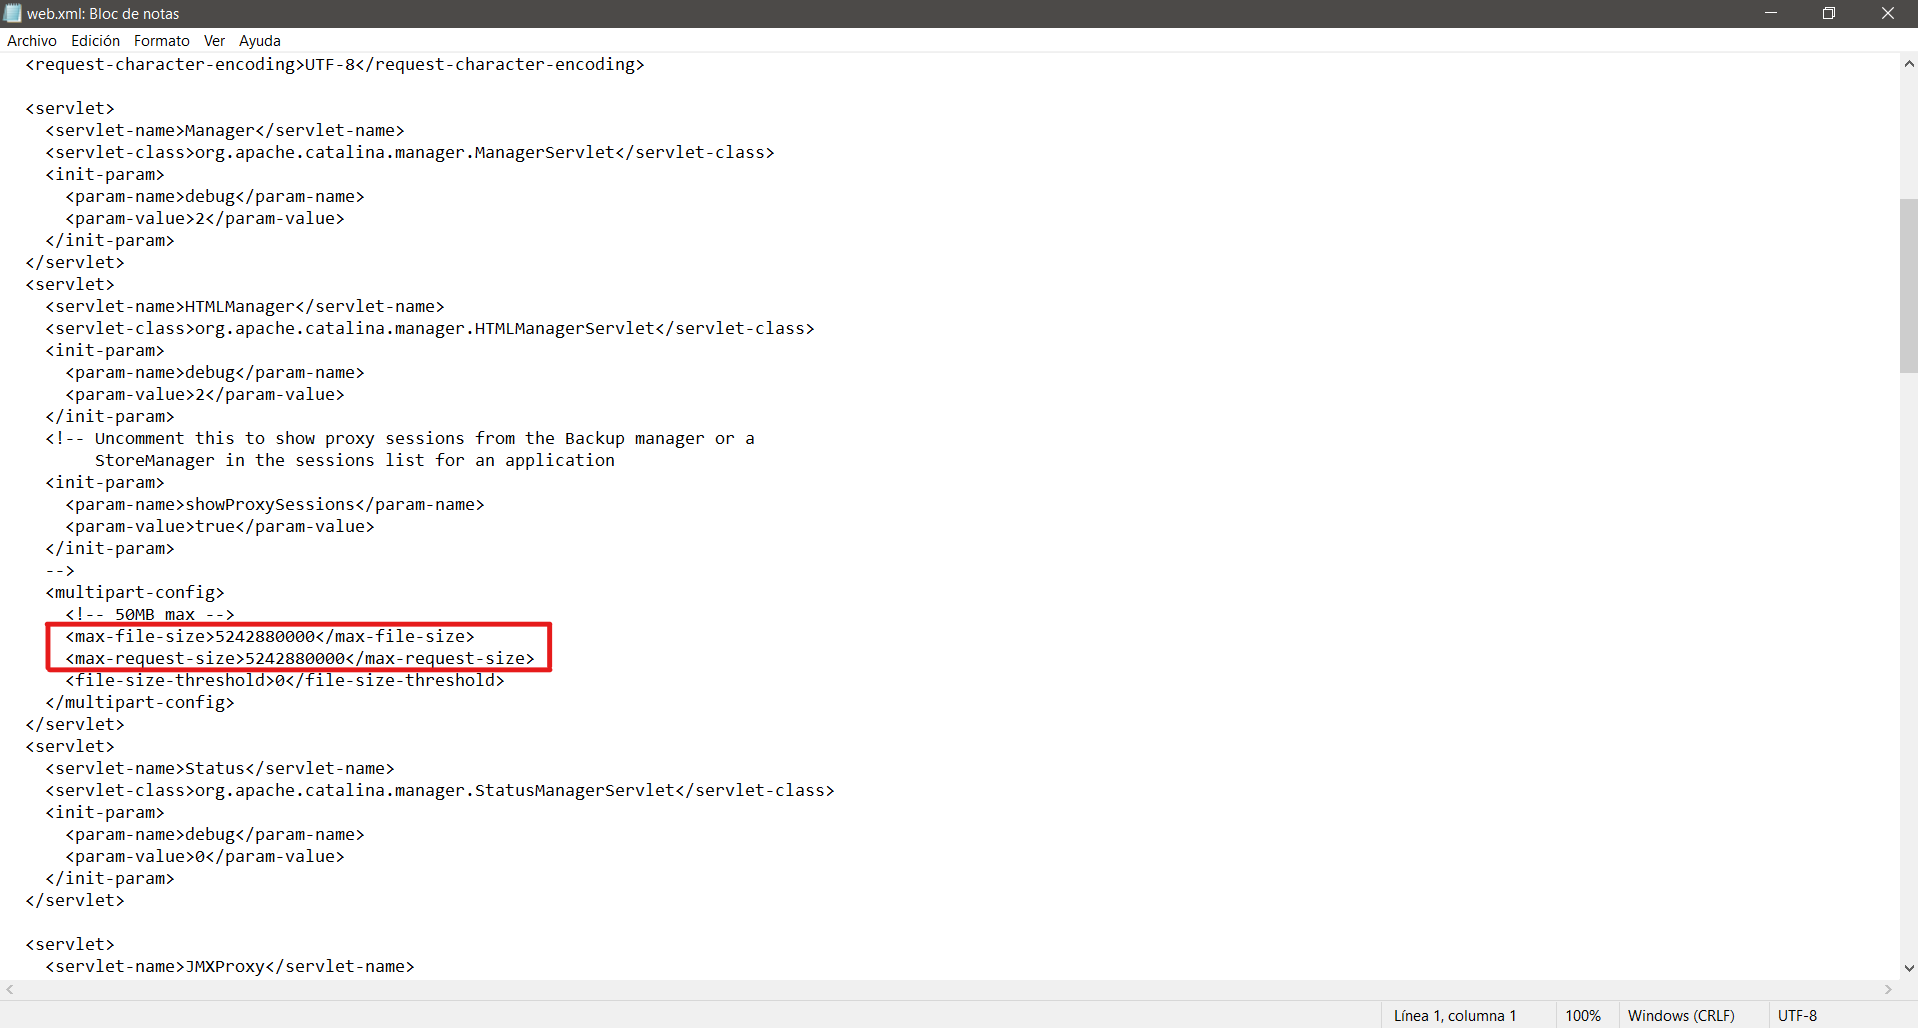 web.xml: Bloc de notas
Archivo Edición Formato Ver Ayuda
<request-character-encoding>UTF-8</request-character-encoding>
<servlet>
<servlet-name>Manager</servlet-name>
<servlet-class>org.apache.catalina.manager.ManagerServlet</servlet-class>
<init-param>
<param-name>debug</param-name>
<param-value>2</param-value>
</init-param>
</servlet>
<servlet>
<servlet-name>HTMLManager</servlet-name>
<servlet-class>org.apache.catalina.manager.HTMLManagerServlet</servlet-class>
<init-param>
<param-name>debug</param-name>
<param-value>2</param-value>
</init-param>
<!-- Uncomment this to show proxy sessions from the Backup manager or a
StoreManager in the sessions list for an application
<init-param>
<param-name>showProxySessions</param-name>
<param-value>true</param-value>
</init-param>
-->
<multipart-config>
<!-- 50MB max -->
<max-file-size>5242880000</max-file-size>
<max-request-size>5242880000</max-request-size>
<file-size-threshold>0</file-size-threshold>
</multipart-config>
</servlet>
<servlet>
<servlet-name>Status</servlet-name>
<servlet-class>org.apache.catalina.manager.StatusManagerServlet</servlet-class>
<init-param>
<param-name>debug</param-name>
<param-value>0</param-value>
</init-param>
</servlet>
<servlet>
<servlet-name>JMXProxy</servlet-name>
Línea 1, columna 1 100% Windows (CRLF) UTF-8